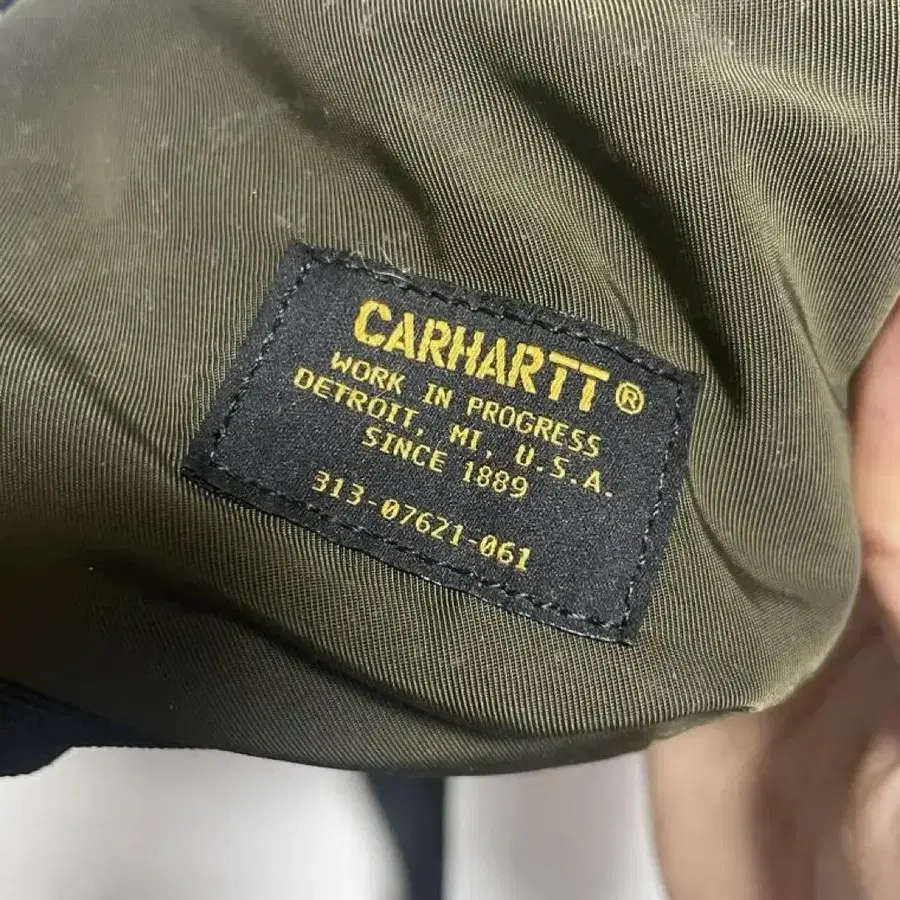 CARHARTT®
WORK IN PROGRESS
DETROIT, MI, U.S.A.
SINCE 1889
313-07621-061